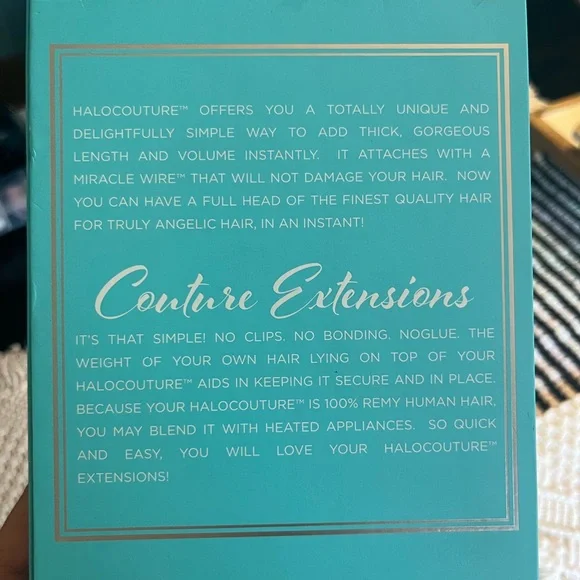 HALOCOUTURE™ OFFERS YOU A TOTALLY UNIQUE AND
DELIGHTFULLY SIMPLE WAY TO ADD THICK, GORGEOUS
LENGTH AND VOLUME INSTANTLY. IT ATTACHES WITH A
MIRACLE WIRE™ THAT WILL NOT DAMAGE YOUR HAIR. NOW
YOU CAN HAVE A FULL HEAD OF THE FINEST QUALITY HAIR
FOR TRULY ANGELIC HAIR, IN AN INSTANT!
Couture Extensions
IT'S THAT SIMPLE! NO CLIPS. NO BONDING. NOGLUE. THE
WEIGHT OF YOUR OWN HAIR LYING ON TOP OF YOUR
HALOCOUTURE™ AIDS IN KEEPING IT SECURE AND IN PLACE.
BECAUSE YOUR HALOCOUTURE™ IS 100% REMY HUMAN HAIR,
YOU MAY BLEND IT WITH HEATED APPLIANCES. SO QUICK
AND EASY, YOU WILL LOVE YOUR HALOCOUTURE™
EXTENSIONS!